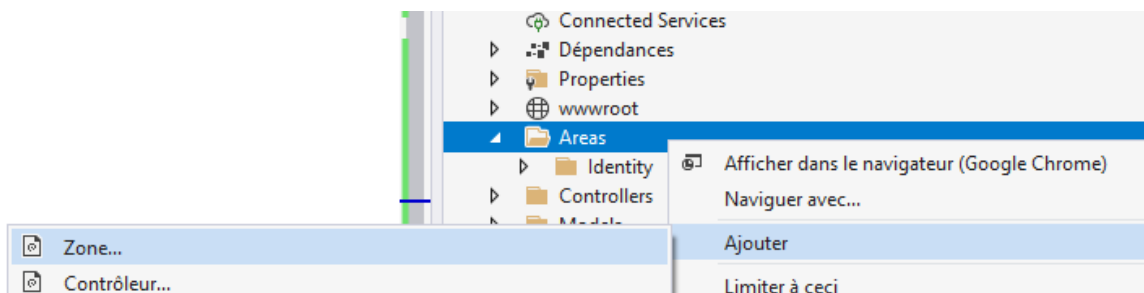 Connected Services
Dépendances
Properties
wwwroot
Areas
Identity
Controllers
Models
Afficher dans le navigateur (Google Chrome)
Naviguer avec...
Ajouter
Limiter à ceci
Zone...
Contrôleur...